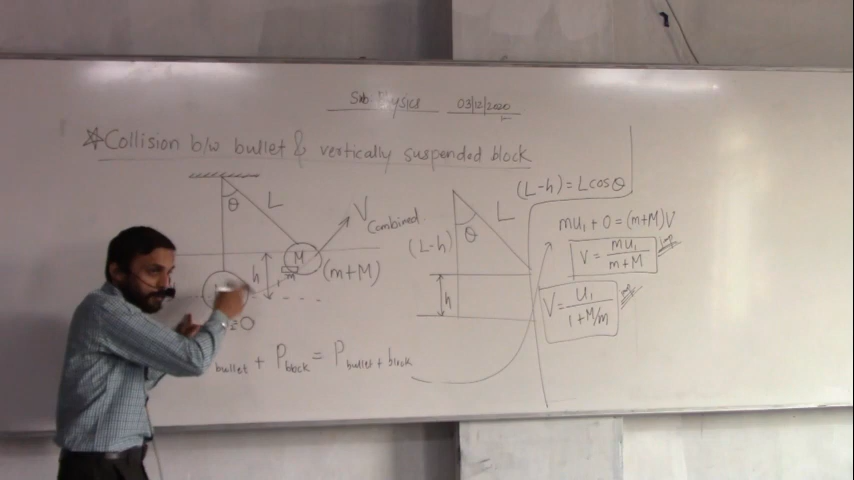 Sub Physics 03/12/2020
☆Collision b/w bullet & vertically suspended block
θ
L
V Combined
M
m
(m+M)
h
=0
bullet + P block = P bullet + block
L
θ
(L-h)
h
(L-h) = L cos θ
mu₁ + 0 = (m+M)V
V = mu₁ / m+M
V = u₁ / 1+M/m